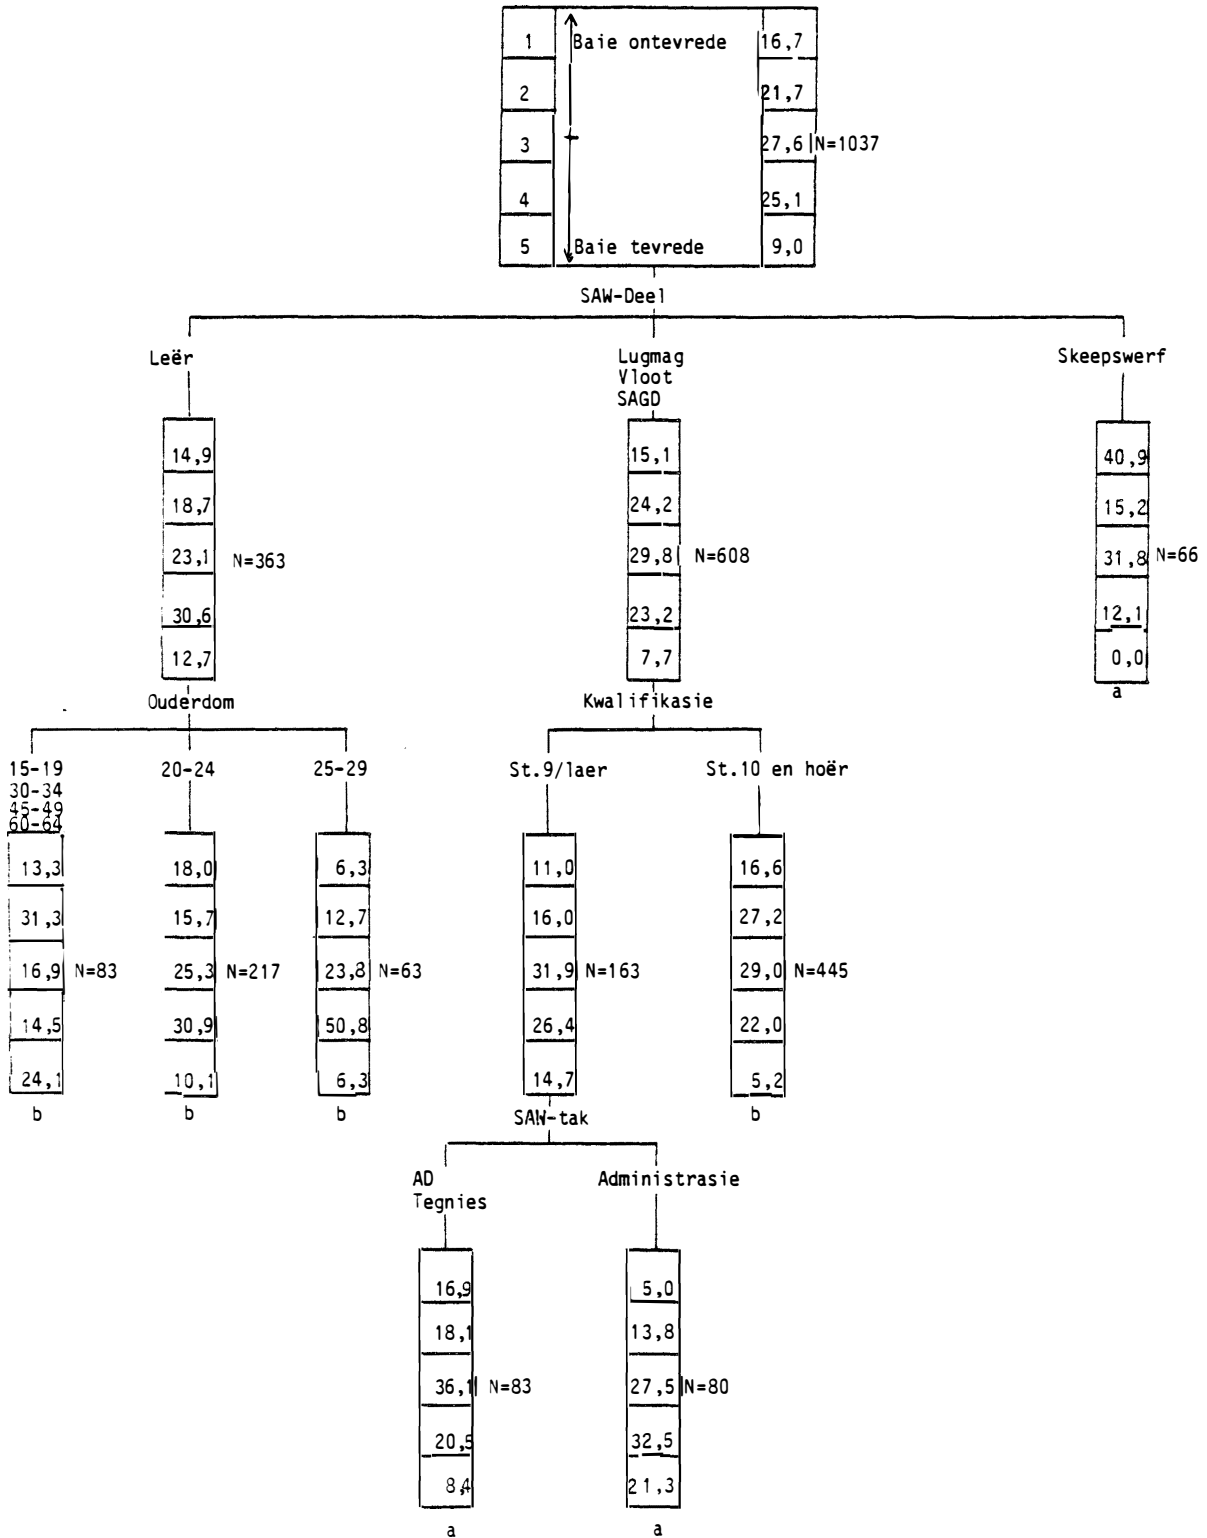 1 Baie ontevrede 16,7
2 21,7
3 27,6 N=1037
4 25,1
5 Baie tevrede 9,0
SAW-Deel
Leër
14,9
18,7
23,1 N=363
30,6
12,7
Lugmag
Vloot
SAGD
15,1
24,2
29,8 N=608
23,2
7,7
Skeepswerf
40,9
15,2
31,8 N=66
12,1
0,0
a
Ouderdom
15-19
30-34
45-49
60-64
13,3
31,3
16,9 N=83
14,5
24,1
b
20-24
18,0
15,7
25,3 N=217
30,9
10,1
b
25-29
6,3
12,7
23,8 N=63
50,8
6,3
b
Kwalifikasie
St.9/laer
11,0
16,0
31,9 N=163
26,4
14,7
St.10 en hoër
16,6
27,2
29,0 N=445
22,0
5,2
b
SAW-tak
AD
Tegnies
16,9
18,1
36,1 N=83
20,5
8,4
a
Administrasie
5,0
13,8
27,5 N=80
32,5
21,3
a